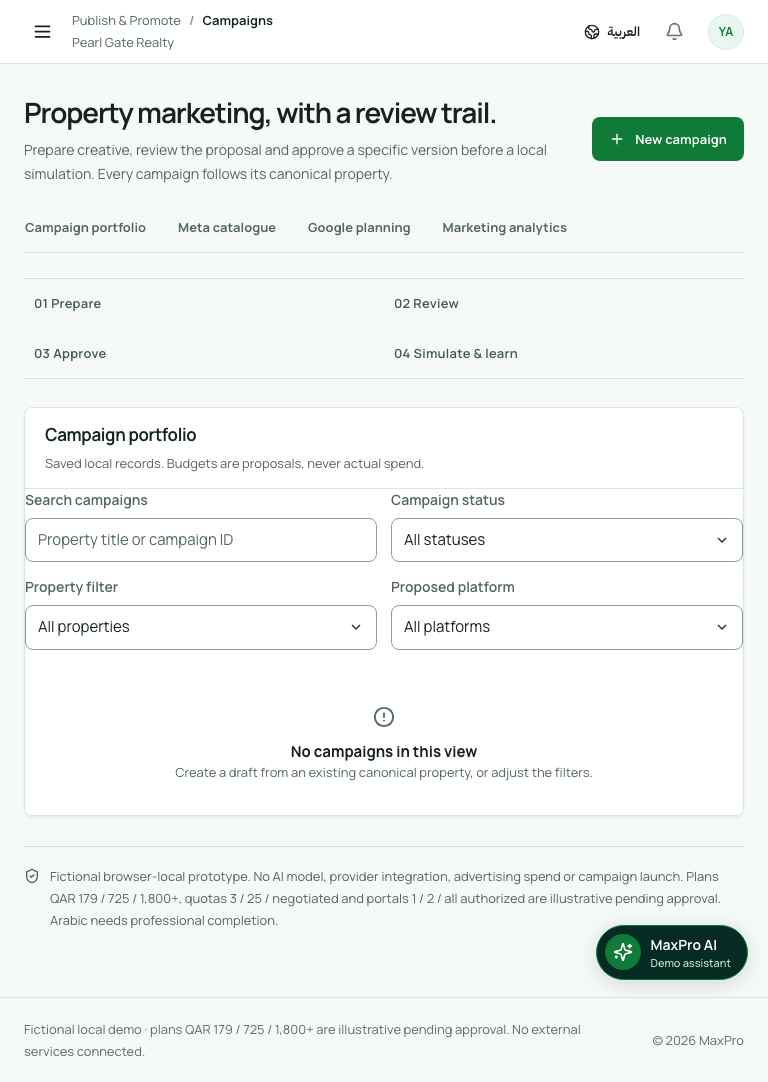 Publish & Promote / Campaigns
Pearl Gate Realty
العربية
YA
Property marketing, with a review trail.
Prepare creative, review the proposal and approve a specific version before a local
simulation. Every campaign follows its canonical property.
New campaign
Campaign portfolio
Meta catalogue
Google planning
Marketing analytics
01 Prepare
02 Review
03 Approve
04 Simulate & learn
Campaign portfolio
Saved local records. Budgets are proposals, never actual spend.
Search campaigns
Campaign status
Property title or campaign ID
All statuses
Property filter
Proposed platform
All properties
All platforms
No campaigns in this view
Create a draft from an existing canonical property, or adjust the filters.
Fictional browser-local prototype. No AI model, provider integration, advertising spend or campaign launch. Plans
QAR 179 / 725 / 1,800+, quotas 3 / 25 / negotiated and portals 1 / 2 / all authorized are illustrative pending approval.
Arabic needs professional completion.
MaxPro AI
Demo assistant
Fictional local demo · plans QAR 179 / 725 / 1,800+ are illustrative pending approval. No external
services connected.
© 2026 MaxPro